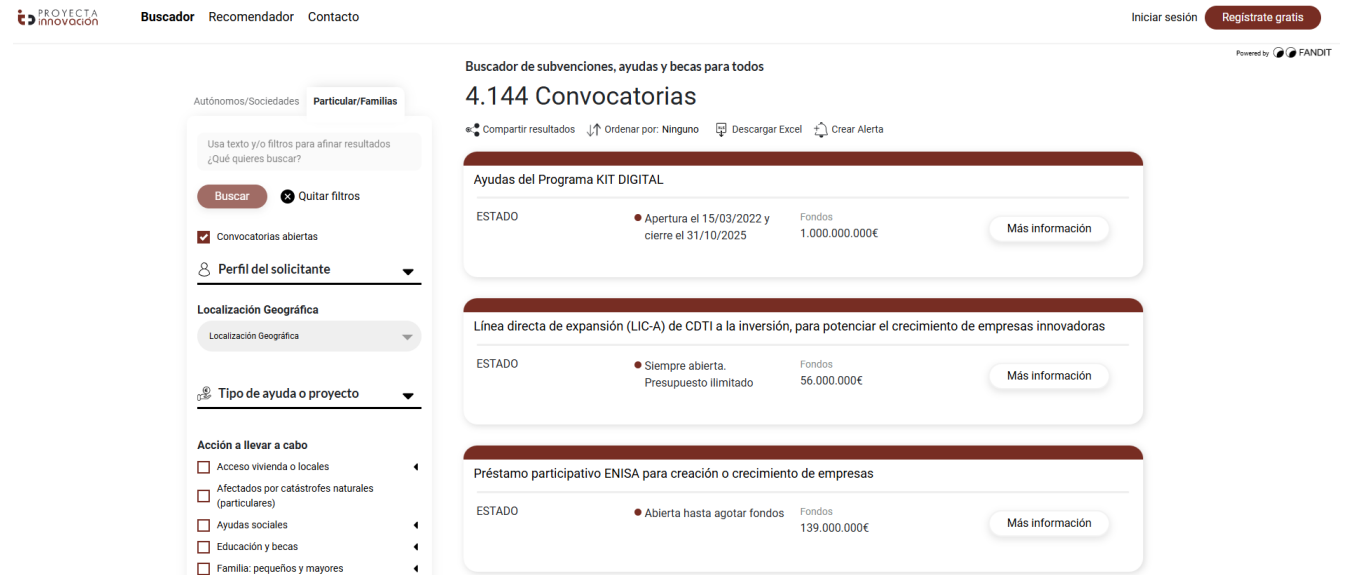 PROYECTA
innovación
Buscador Recomendador Contacto
Iniciar sesión Regístrate gratis
Powered by FANDIT
Autónomos/Sociedades Particular/Familias
Usa texto y/o filtros para afinar resultados
¿Qué quieres buscar?
Buscar Quitar filtros
Convocatorias abiertas
Perfil del solicitante
Localización Geográfica
Localización Geográfica
Tipo de ayuda o proyecto
Acción a llevar a cabo
Acceso vivienda o locales
Afectados por catástrofes naturales
(particulares)
Ayudas sociales
Educación y becas
Familia: pequeños y mayores
Buscador de subvenciones, ayudas y becas para todos
4.144 Convocatorias
Compartir resultados Ordenar por: Ninguno Descargar Excel Crear Alerta
Ayudas del Programa KIT DIGITAL
ESTADO
Apertura el 15/03/2022 y
cierre el 31/10/2025
Fondos
1.000.000.000€
Más información
Línea directa de expansión (LIC-A) de CDTI a la inversión, para potenciar el crecimiento de empresas innovadoras
ESTADO
Siempre abierta.
Presupuesto ilimitado
Fondos
56.000.000€
Más información
Préstamo participativo ENISA para creación o crecimiento de empresas
ESTADO
Abierta hasta agotar fondos
Fondos
139.000.000€
Más información